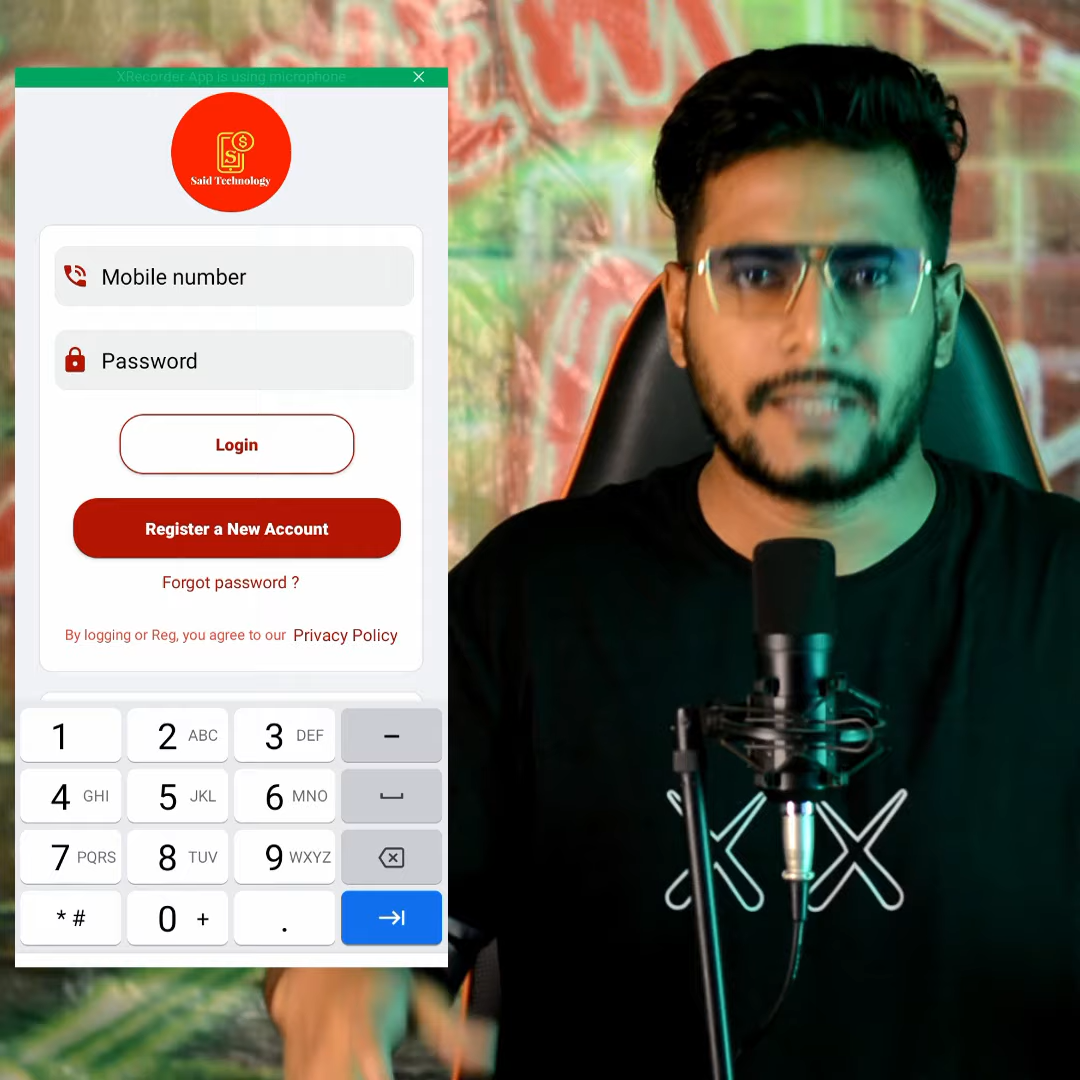 XRecorder App is using microphone
S
$
Said Technology
Mobile number
Password
Login
Register a New Account
Forgot password ?
By logging or Reg, you agree to our Privacy Policy
1 2 ABC 3 DEF –
4 GHI 5 JKL 6 MNO
7 PQRS 8 TUV 9 WXYZ
* # 0 + .
XX